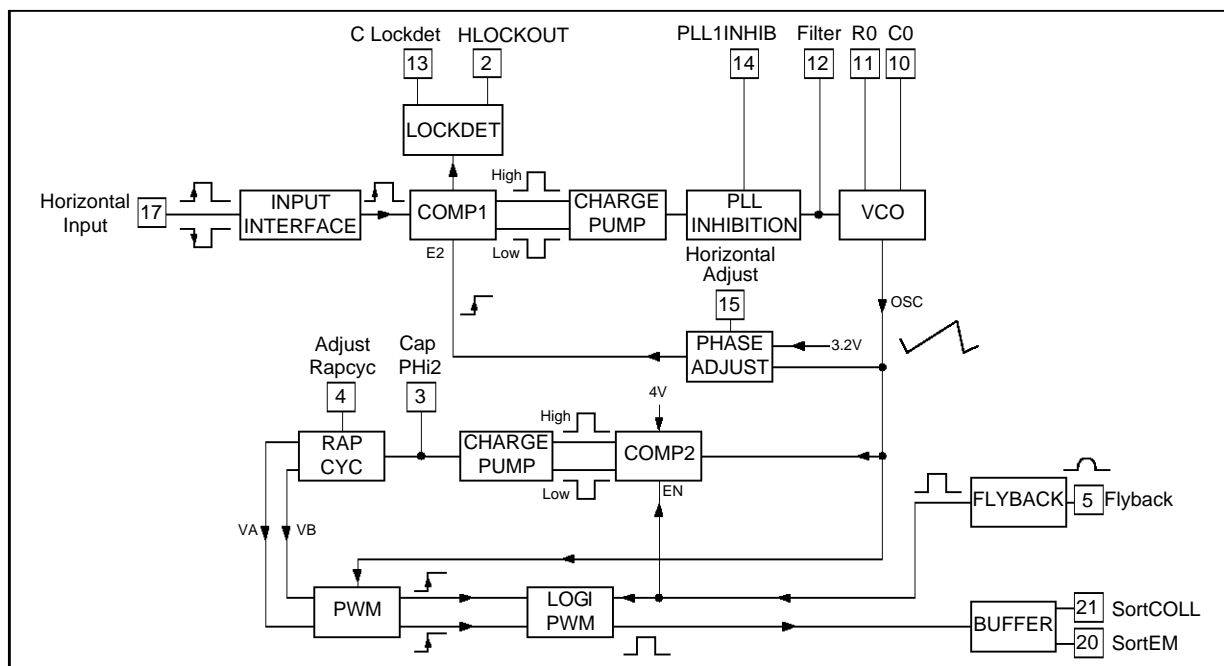 C Lockdet
HLOCKOUT
PLL1INHIB
Filter
R0
C0
13
2
14
12
11
10
LOCKDET
High
Horizontal
Input
17
INPUT
INTERFACE
COMP1
CHARGE
PUMP
PLL
INHIBITION
VCO
E2
Low
Horizontal
Adjust
15
OSC
PHASE
ADJUST
3.2V
Adjust
Rapcyc
Cap
PHi2
4
3
4V
High
RAP
CYC
CHARGE
PUMP
COMP2
Low
EN
FLYBACK
5
Flyback
VA
VB
PWM
LOGI
PWM
BUFFER
21
SortCOLL
20
SortEM